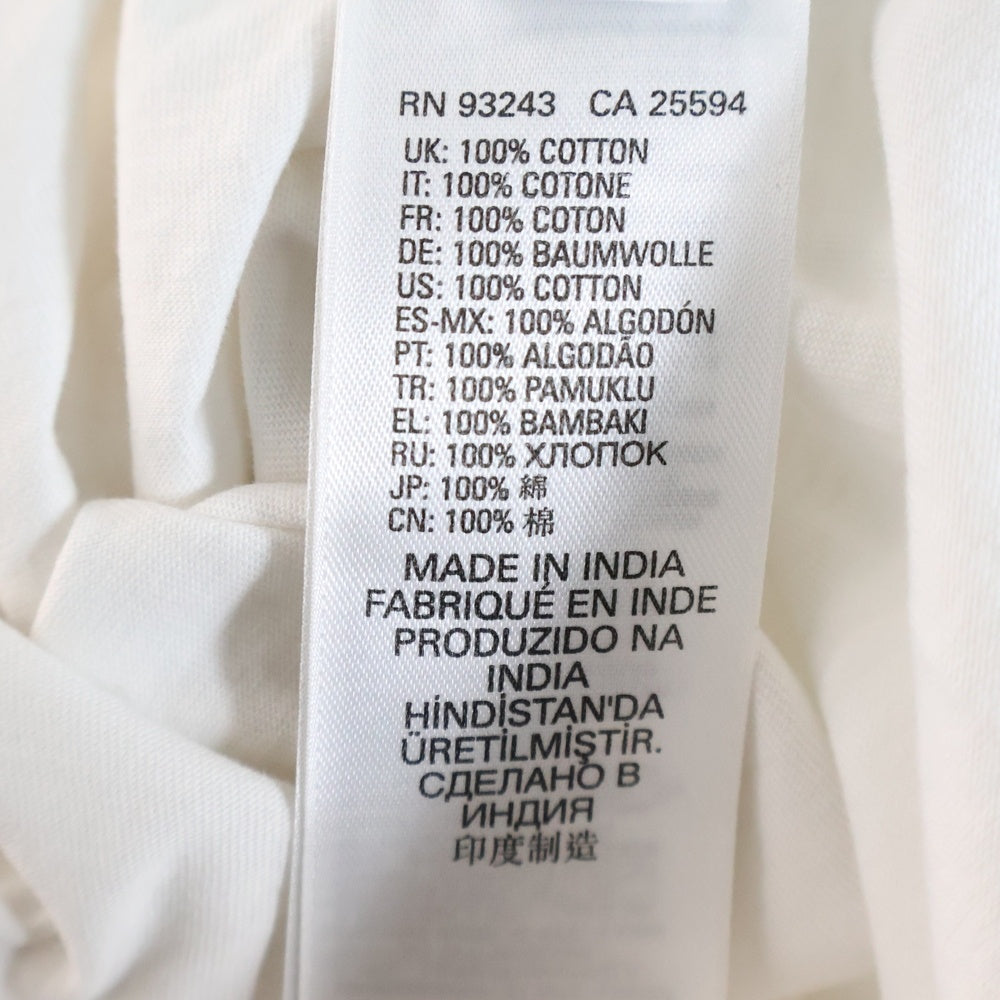 RN 93243 CA 25594
UK: 100% COTTON
IT: 100% COTONE
FR: 100% COTON
DE: 100% BAUMWOLLE
US: 100% COTTON
ES-MX: 100% ALGODÓN
PT: 100% ALGODÃO
TR: 100% PAMUKLU
EL: 100% BAMBAKI
RU: 100% ХЛОПОК
JP: 100% 綿
CN: 100% 棉
MADE IN INDIA
FABRIQUÉ EN INDE
PRODUZIDO NA
INDIA
HİNDİSTAN'DA
ÜRETİLMİŞTİR.
СДЕЛАНО В
ИНДИЯ
印度制造